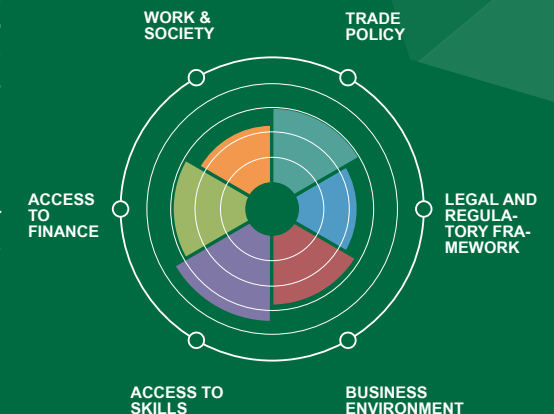 WORK &
SOCIETY
TRADE
POLICY
ACCESS
TO
FINANCE
LEGAL AND
REGULA-
TORY FRA-
MEWORK
ACCESS TO
SKILLS
BUSINESS
ENVIRONMENT